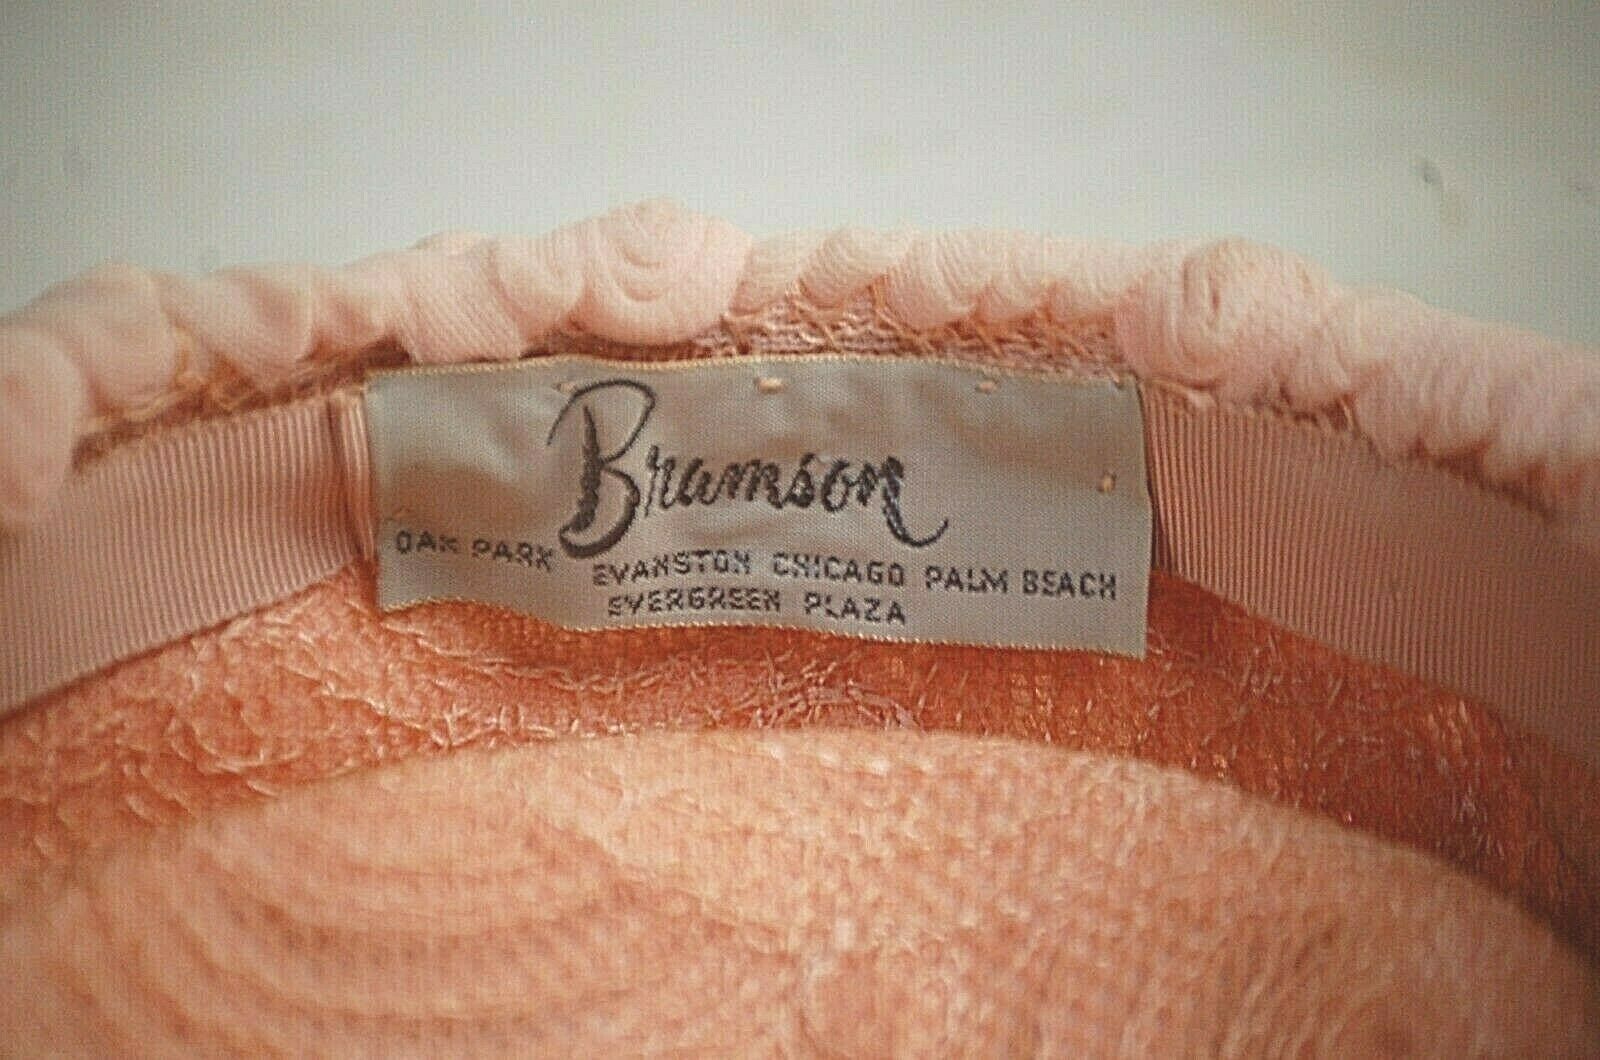 Bramson
OAK PARK EVANSTON CHICAGO PALM BEACH
EVERGREEN PLAZA